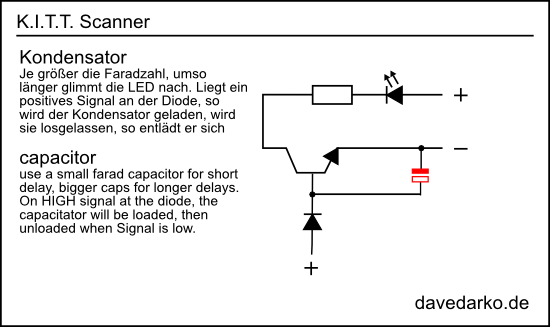 K.I.T.T. Scanner
Kondensator
Je größer die Faradzahl, umso
länger glimmt die LED nach. Liegt ein
positives Signal an der Diode, so
wird der Kondensator geladen, wird
sie losgelassen, so entlädt er sich
capacitor
use a small farad capacitor for short
delay, bigger caps for longer delays.
On HIGH signal at the diode, the
capacitator will be loaded, then
unloaded when Signal is low.
+
−
+
davedarko.de